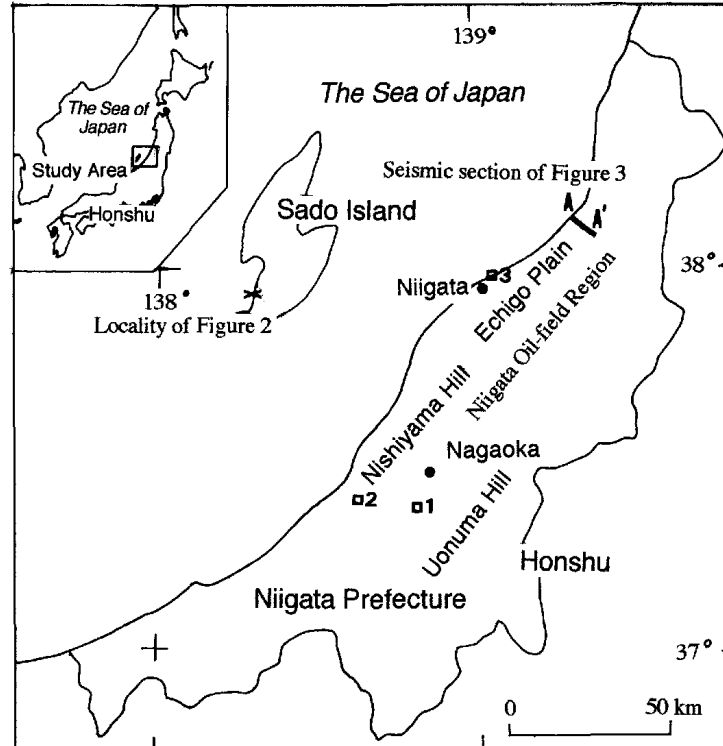 139°
The Sea of
Japan
The Sea of Japan
Study Area
Honshu
Seismic section of Figure 3
Sado Island
A A'
138°
Locality of Figure 2
38°
3
Niigata
Echigo Plain
Niigata Oil-field Region
Nishiyama Hill
Nagaoka
2
1
Uonuma Hill
Honshu
Niigata Prefecture
37°
0 50 km